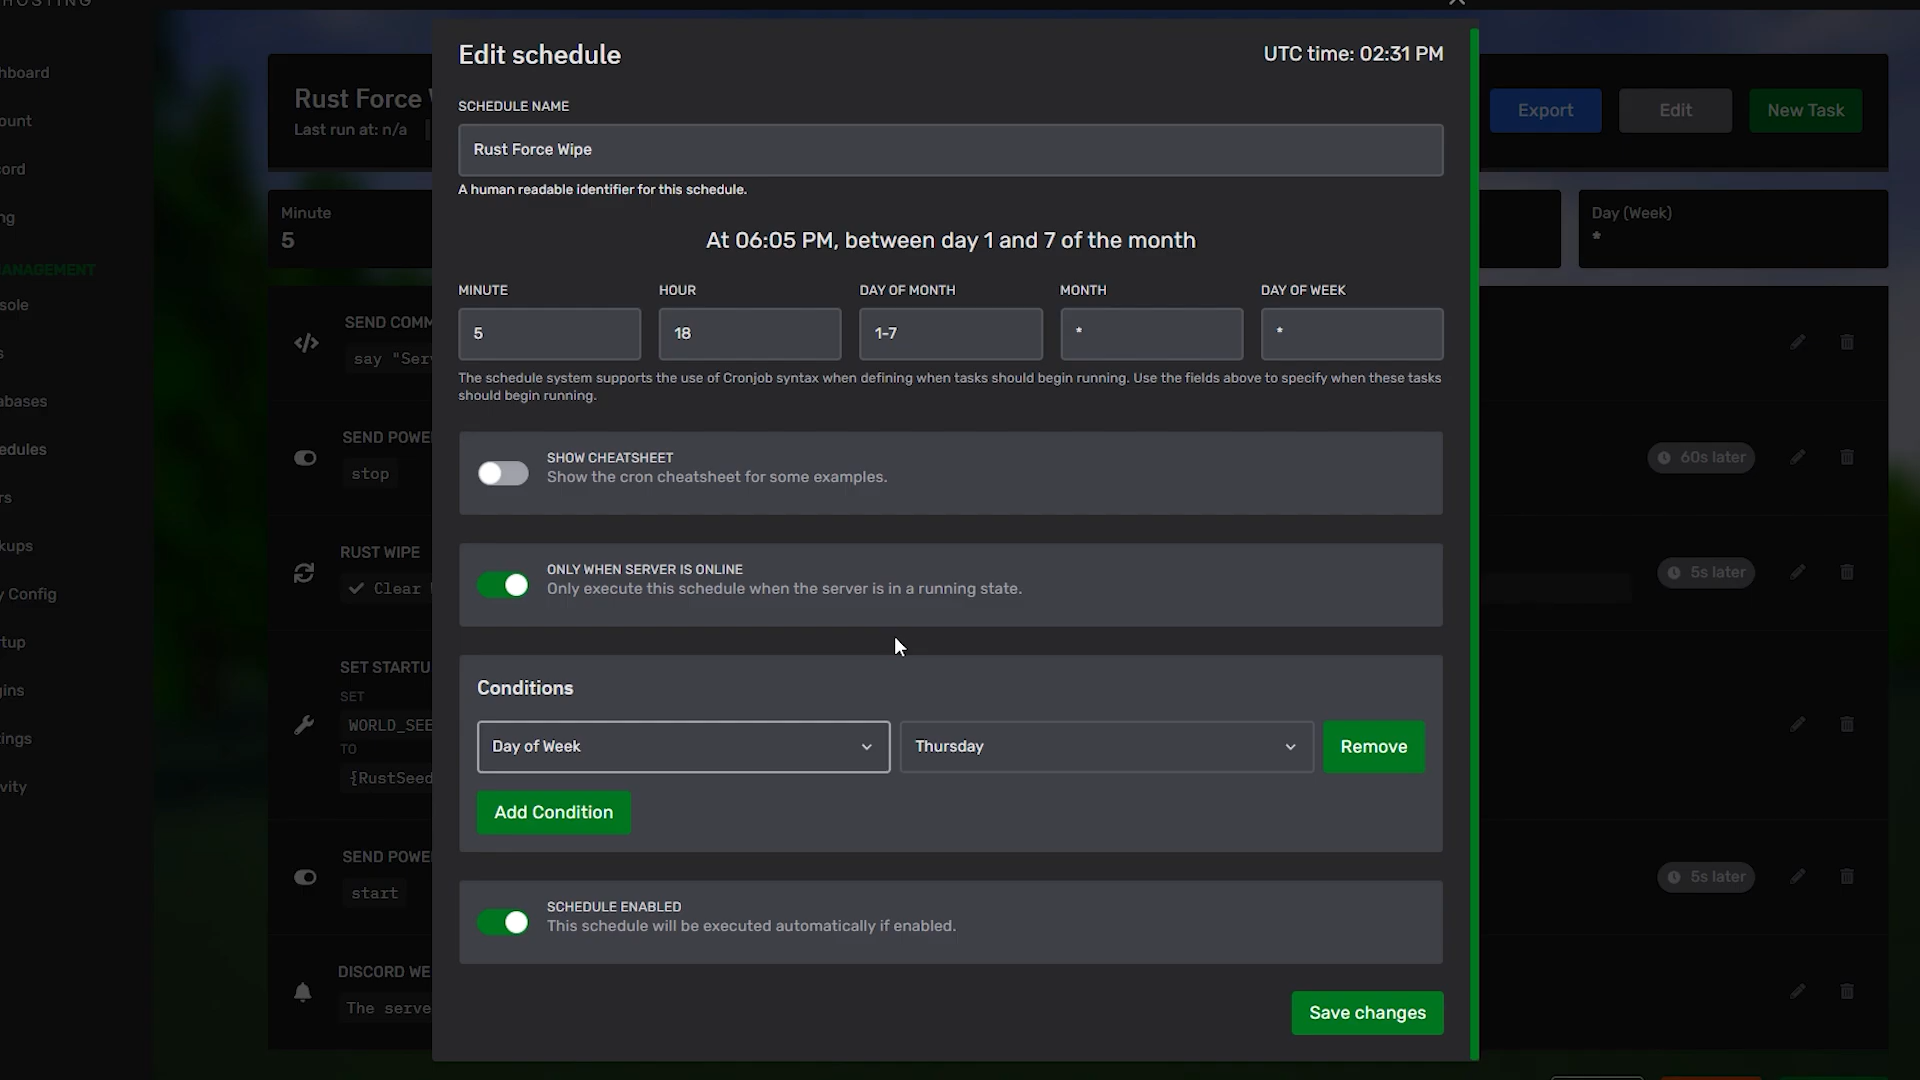 HOSTING
hboard
ount
cord
ng
ANAGEMENT
sole
s
abases
edules
rs
kups
y Config
tup
gins
ings
vity
Rust Force
Last run at: n/a
Export
Edit
New Task
Minute
5
Day (Week)
*
SEND COMM
say "Serv
SEND POWE
stop
60s later
RUST WIPE
Clear
5s later
SET STARTU
SET
WORLD_SEE
TO
{RustSeed
SEND POWE
start
5s later
DISCORD WE
The serve
Edit schedule
UTC time: 02:31 PM
SCHEDULE NAME
Rust Force Wipe
A human readable identifier for this schedule.
At 06:05 PM, between day 1 and 7 of the month
MINUTE HOUR DAY OF MONTH MONTH DAY OF WEEK
5 18 1-7 * *
The schedule system supports the use of Cronjob syntax when defining when tasks should begin running. Use the fields above to specify when these tasks
should begin running.
SHOW CHEATSHEET
Show the cron cheatsheet for some examples.
ONLY WHEN SERVER IS ONLINE
Only execute this schedule when the server is in a running state.
Conditions
Day of Week
Thursday
Remove
Add Condition
SCHEDULE ENABLED
This schedule will be executed automatically if enabled.
Save changes